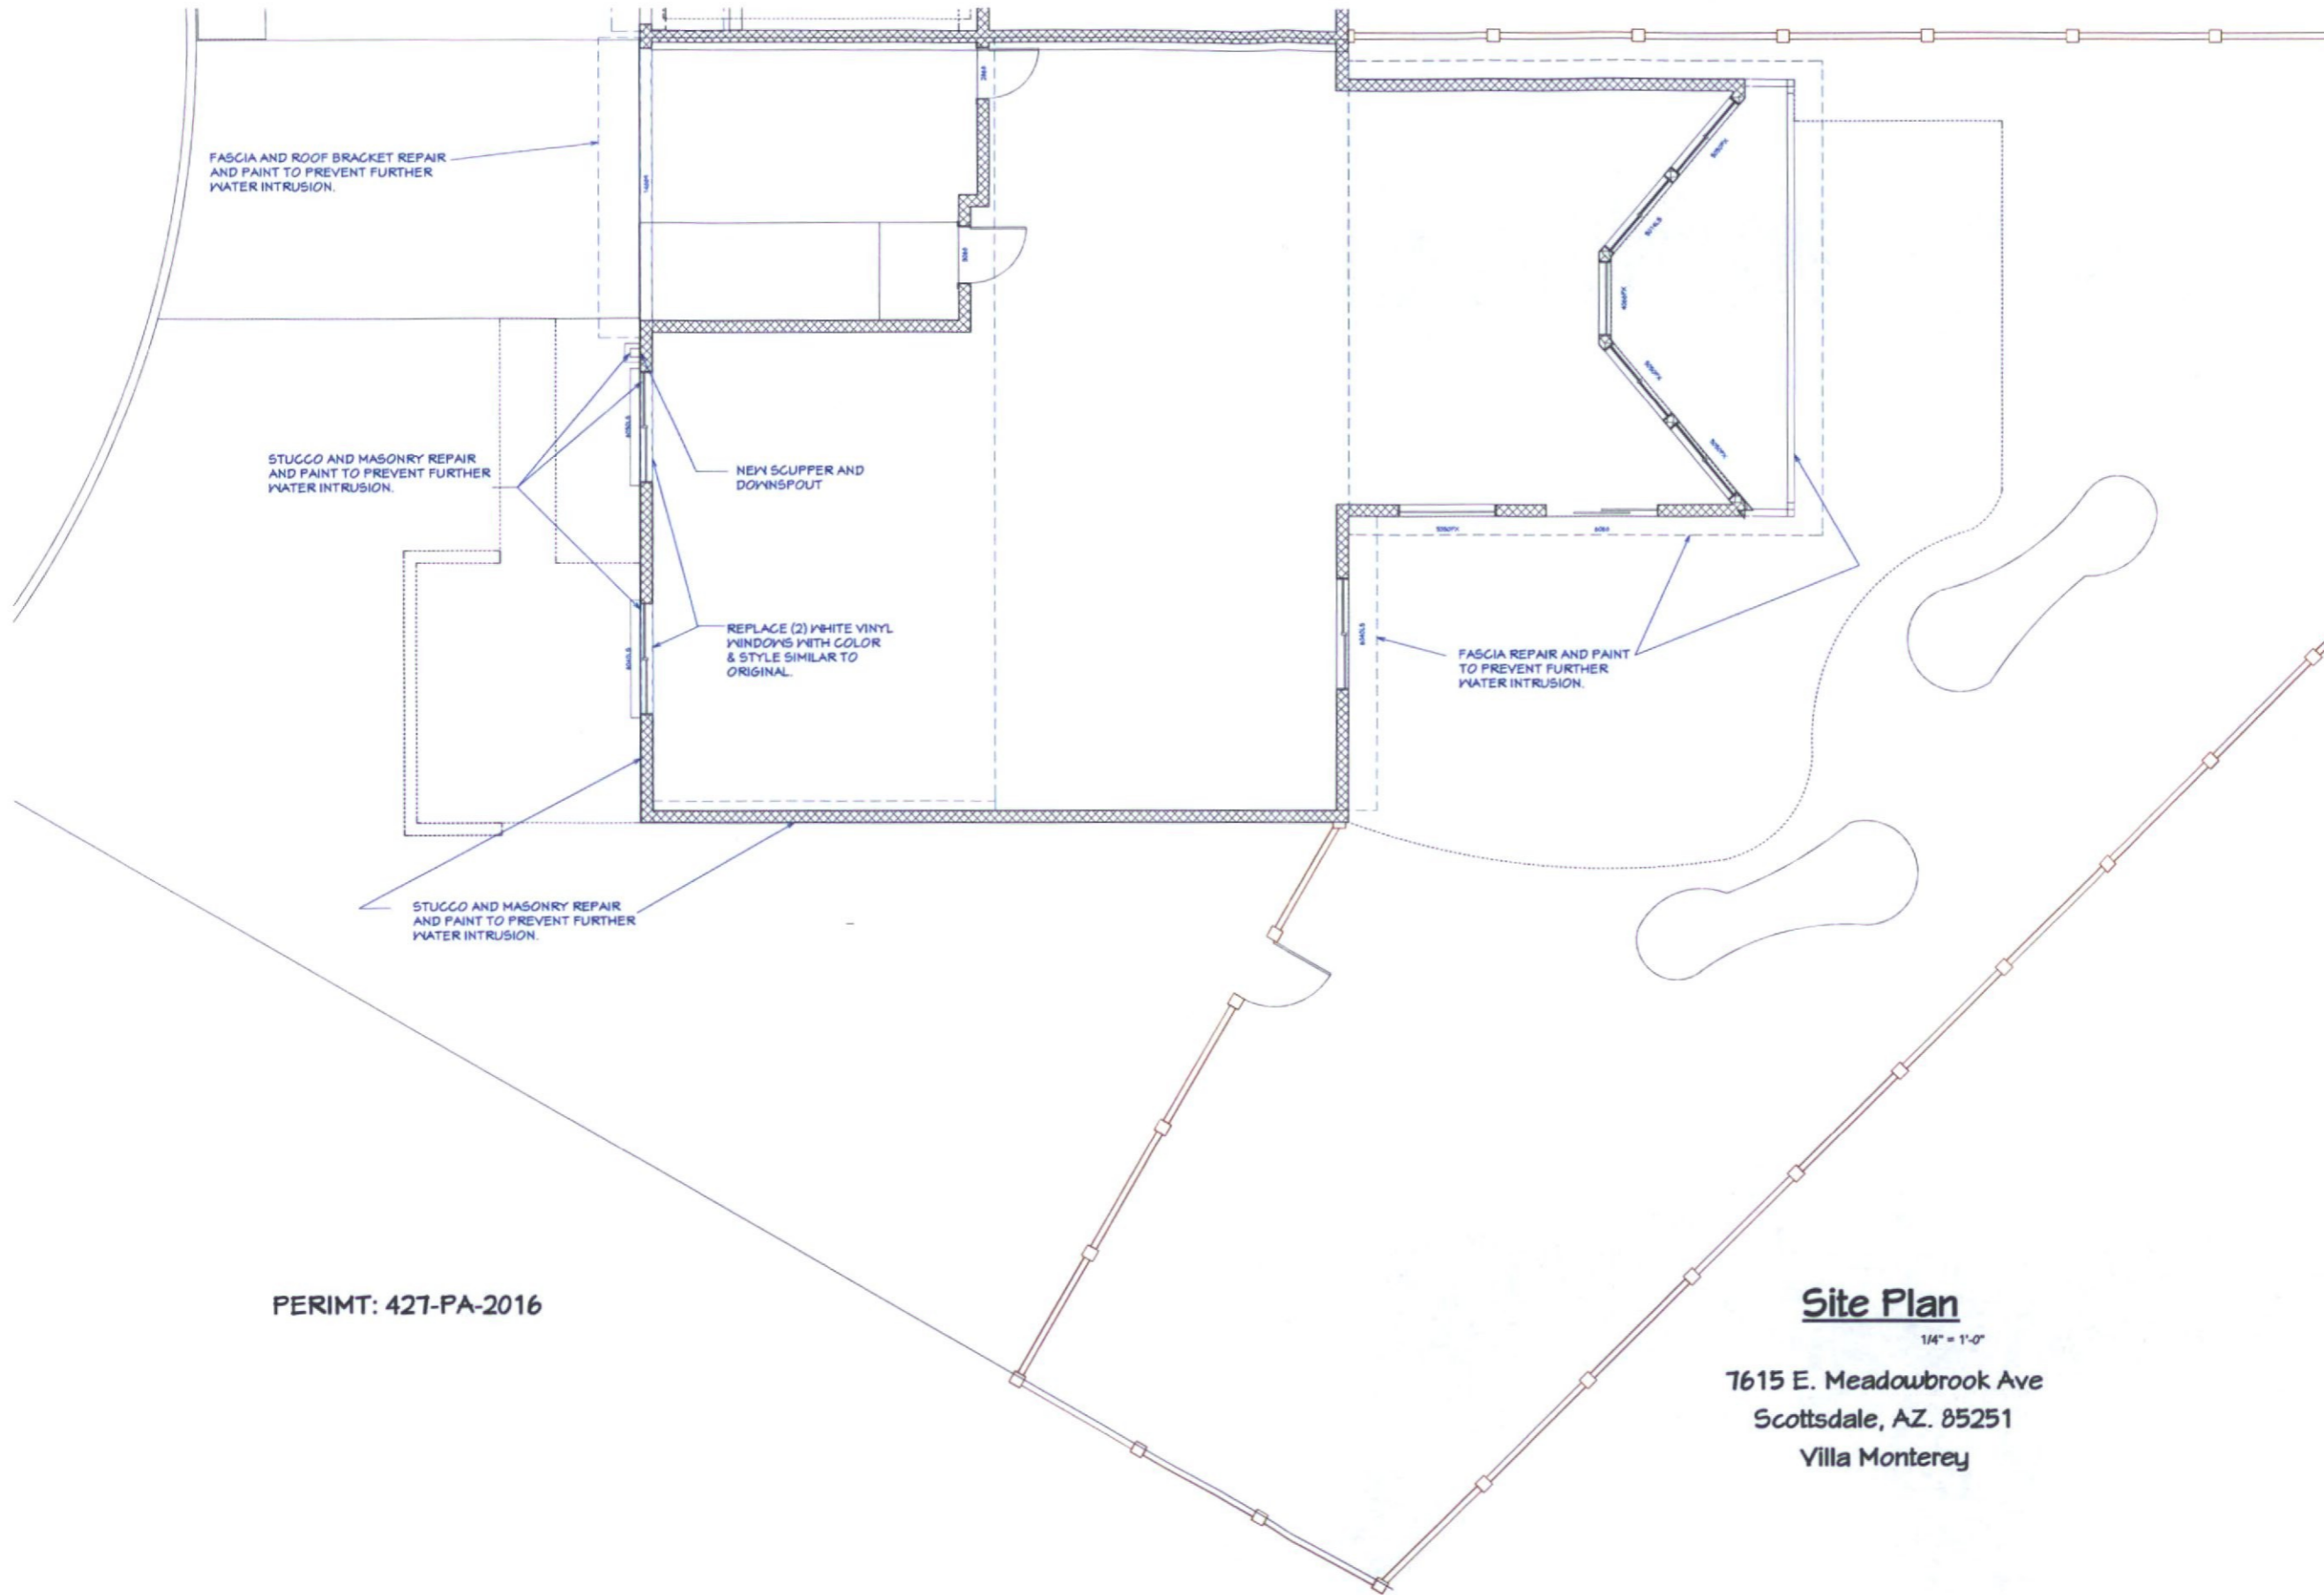 2868
FASCIA AND ROOF BRACKET REPAIR
AND PAINT TO PREVENT FURTHER
WATER INTRUSION.
3068
STUCCO AND MASONRY REPAIR
AND PAINT TO PREVENT FURTHER
WATER INTRUSION.
NEW SCUPPER AND
DOWNSPOUT
5050FX
6068
REPLACE (2) WHITE VINYL
WINDOWS WITH COLOR
& STYLE SIMILAR TO
ORIGINAL.
FASCIA REPAIR AND PAINT
TO PREVENT FURTHER
WATER INTRUSION.
STUCCO AND MASONRY REPAIR
AND PAINT TO PREVENT FURTHER
WATER INTRUSION.
PERIMT: 427-PA-2016
Site Plan
1/4" = 1'-0"
7615 E. Meadowbrook Ave
Scottsdale, AZ. 85251
Villa Monterey